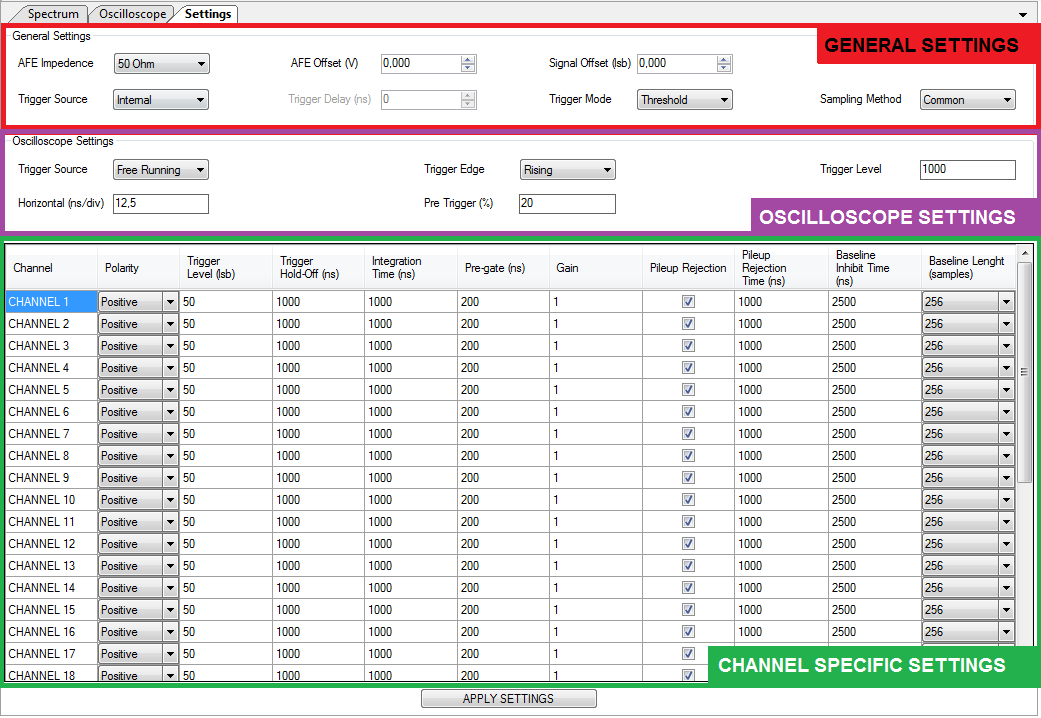 Spectrum Oscilloscope Settings
General Settings
GENERAL SETTINGS
AFE Impedence 50 Ohm AFE Offset (V) 0,000 Signal Offset (lsb) 0,000
Trigger Source Internal Trigger Delay (ns) 0 Trigger Mode Threshold Sampling Method Common
Oscilloscope Settings
Trigger Source Free Running Trigger Edge Rising Trigger Level 1000
Horizontal (ns/div) 12,5 Pre Trigger (%) 20
OSCILLOSCOPE SETTINGS
Channel Polarity Trigger Level (lsb) Trigger Hold-Off (ns) Integration Time (ns) Pre-gate (ns) Gain Pileup Rejection Pileup Rejection Time (ns) Baseline Inhibit Time (ns) Baseline Lenght (samples)
CHANNEL 1 Positive 50 1000 1000 200 1 1000 2500 256
CHANNEL 2 Positive 50 1000 1000 200 1 1000 2500 256
CHANNEL 3 Positive 50 1000 1000 200 1 1000 2500 256
CHANNEL 4 Positive 50 1000 1000 200 1 1000 2500 256
CHANNEL 5 Positive 50 1000 1000 200 1 1000 2500 256
CHANNEL 6 Positive 50 1000 1000 200 1 1000 2500 256
CHANNEL 7 Positive 50 1000 1000 200 1 1000 2500 256
CHANNEL 8 Positive 50 1000 1000 200 1 1000 2500 256
CHANNEL 9 Positive 50 1000 1000 200 1 1000 2500 256
CHANNEL 10 Positive 50 1000 1000 200 1 1000 2500 256
CHANNEL 11 Positive 50 1000 1000 200 1 1000 2500 256
CHANNEL 12 Positive 50 1000 1000 200 1 1000 2500 256
CHANNEL 13 Positive 50 1000 1000 200 1 1000 2500 256
CHANNEL 14 Positive 50 1000 1000 200 1 1000 2500 256
CHANNEL 15 Positive 50 1000 1000 200 1 1000 2500 256
CHANNEL 16 Positive 50 1000 1000 200 1 1000 2500 256
CHANNEL 17 Positive 50 1000 1000 200 1
CHANNEL 18 Positive 50 1000 1000 200 1
CHANNEL SPECIFIC SETTINGS
APPLY SETTINGS